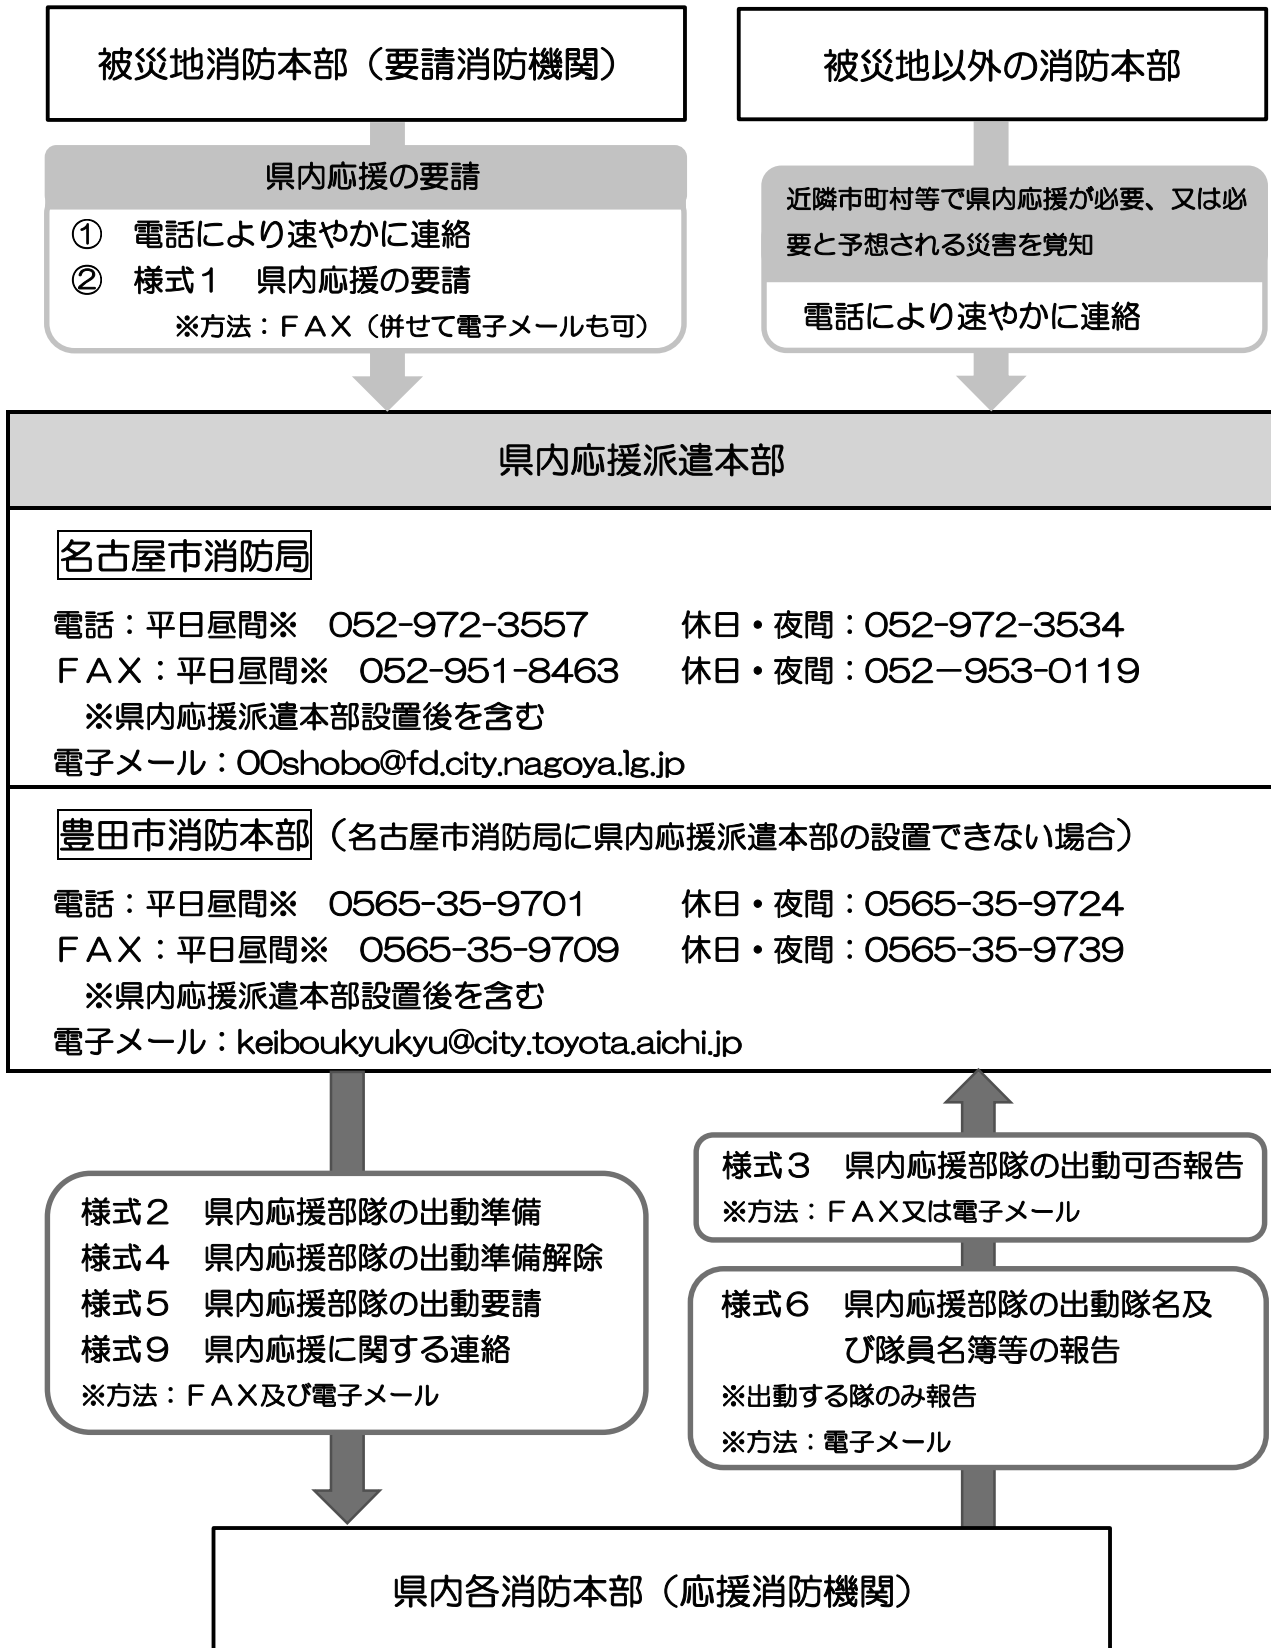 被災地消防本部（要請消防機関）
県内応援の要請
①　電話により速やかに連絡
②　様式１　県内応援の要請
※方法：ＦＡＸ（併せて電子メールも可）
被災地以外の消防本部
近隣市町村等で県内応援が必要、又は必
要と予想される災害を覚知
電話により速やかに連絡
県内応援派遣本部
名古屋市消防局
電話：平日昼間※　052-972-3557　　　休日・夜間：052-972-3534
ＦＡＸ：平日昼間※　052-951-8463　　休日・夜間：052－953-0119
※県内応援派遣本部設置後を含む
電子メール：00shobo@fd.city.nagoya.lg.jp
豊田市消防本部（名古屋市消防局に県内応援派遣本部の設置できない場合）
電話：平日昼間※　0565-35-9701　　　休日・夜間：0565-35-9724
ＦＡＸ：平日昼間※　0565-35-9709　　休日・夜間：0565-35-9739
※県内応援派遣本部設置後を含む
電子メール：keiboukyukyu@city.toyota.aichi.jp
様式２　県内応援部隊の出動準備
様式４　県内応援部隊の出動準備解除
様式５　県内応援部隊の出動要請
様式９　県内応援に関する連絡
※方法：ＦＡＸ及び電子メール
様式３　県内応援部隊の出動可否報告
※方法：ＦＡＸ又は電子メール
様式６　県内応援部隊の出動隊名及
び隊員名簿等の報告
※出動する隊のみ報告
※方法：電子メール
県内各消防本部（応援消防機関）